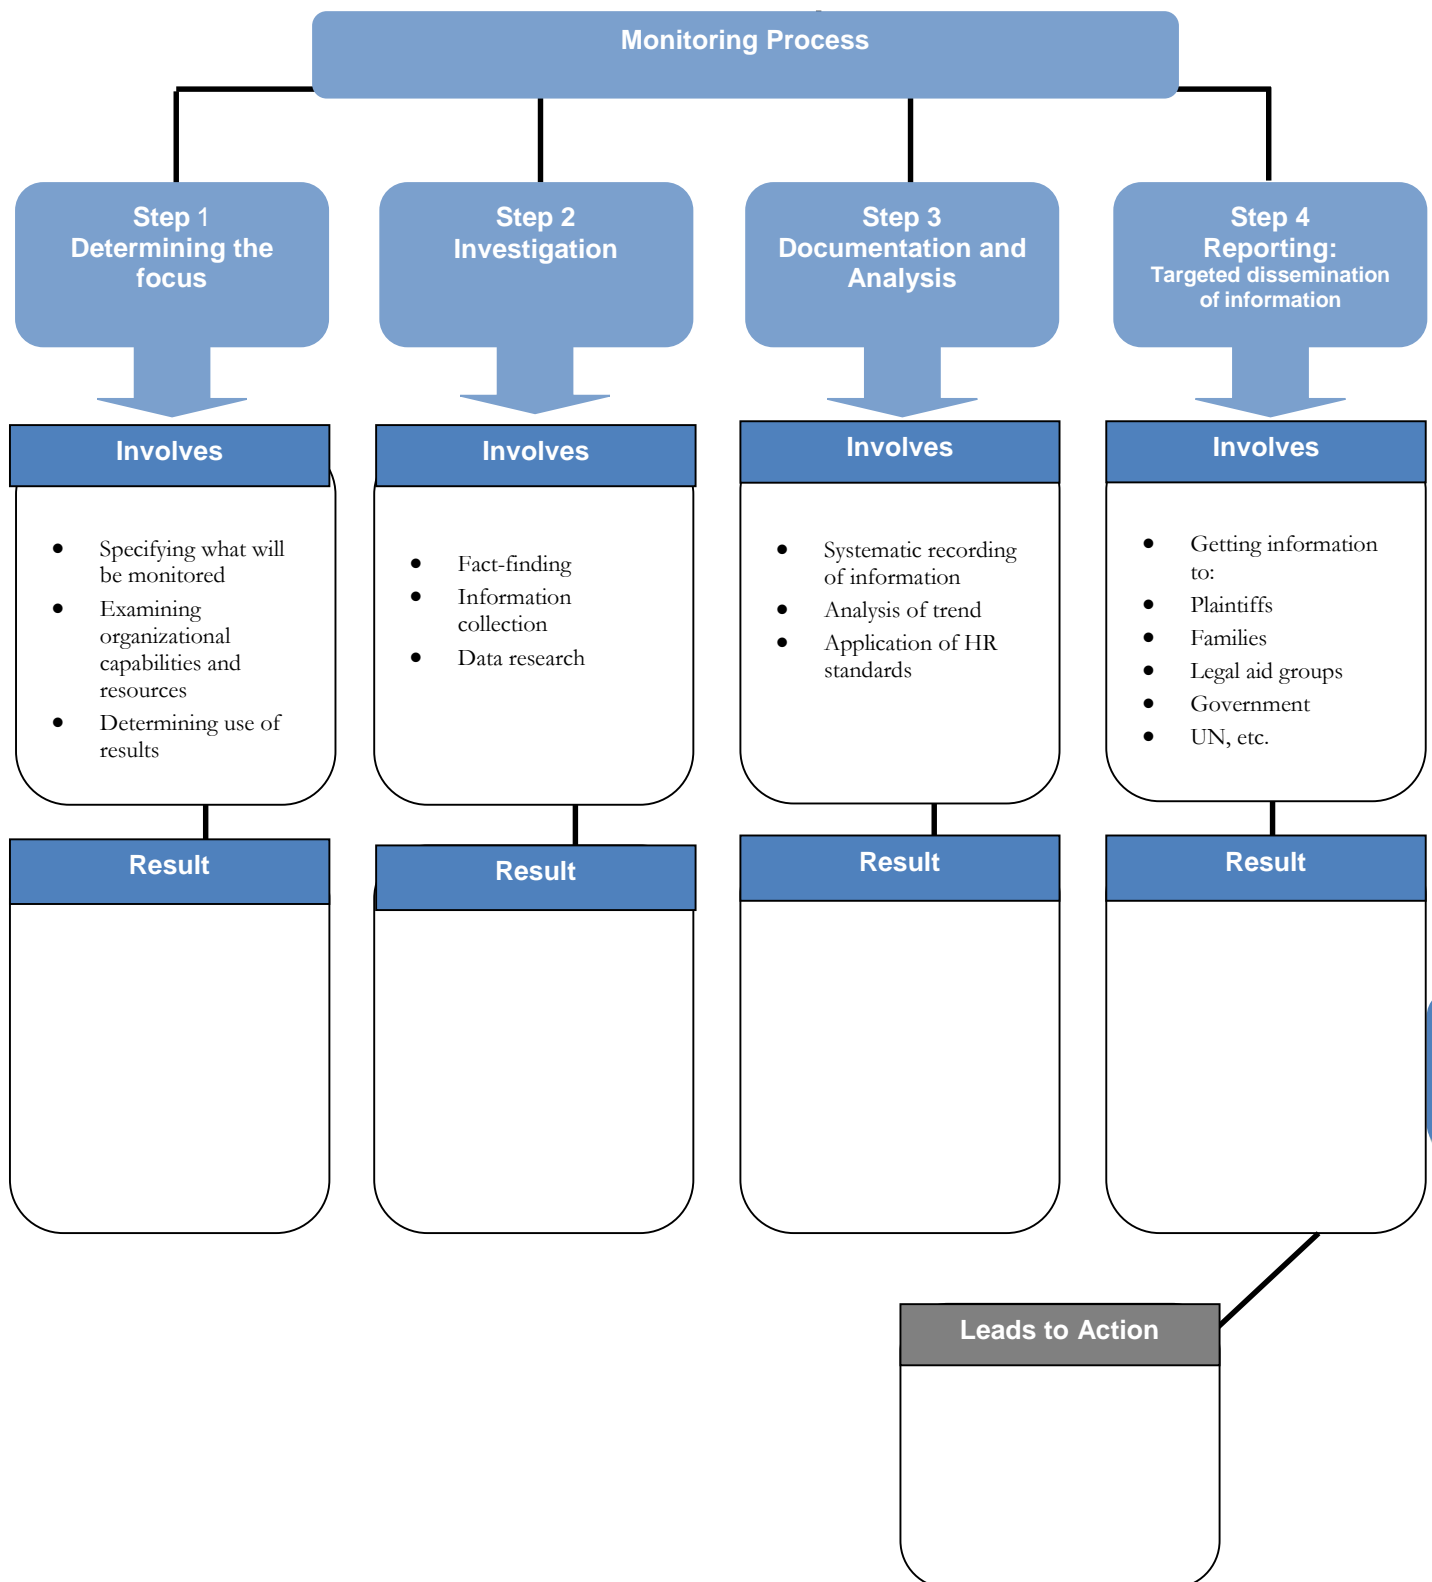 Monitoring Process
Step 1
Determining the
focus
Step 2
Investigation
Step 3
Documentation and
Analysis
Step 4
Reporting:
Targeted dissemination
of information
Involves
• Specifying what will
be monitored
• Examining
organizational
capabilities and
resources
• Determining use of
results
Involves
• Fact-finding
• Information
collection
• Data research
Involves
• Systematic recording
of information
• Analysis of trend
• Application of HR
standards
Involves
• Getting information
to:
• Plaintiffs
• Families
• Legal aid groups
• Government
• UN, etc.
Result
Result
Result
Result
Leads to Action